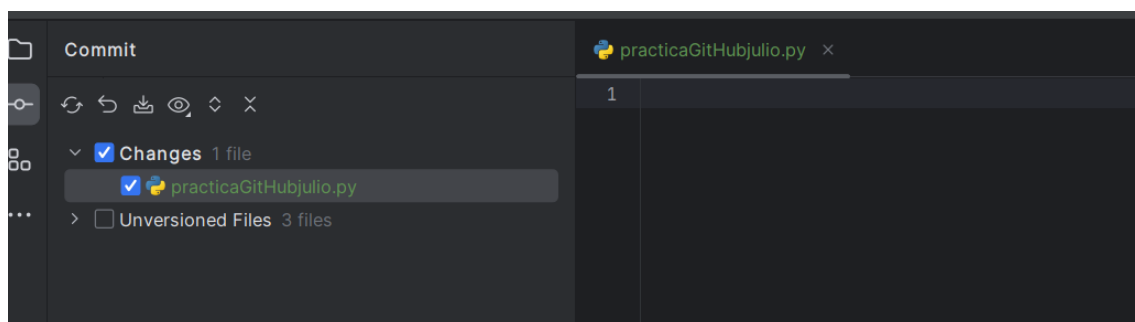 Commit
practicaGitHubjulio.py
1
Changes 1 file
practicaGitHubjulio.py
Unversioned Files 3 files